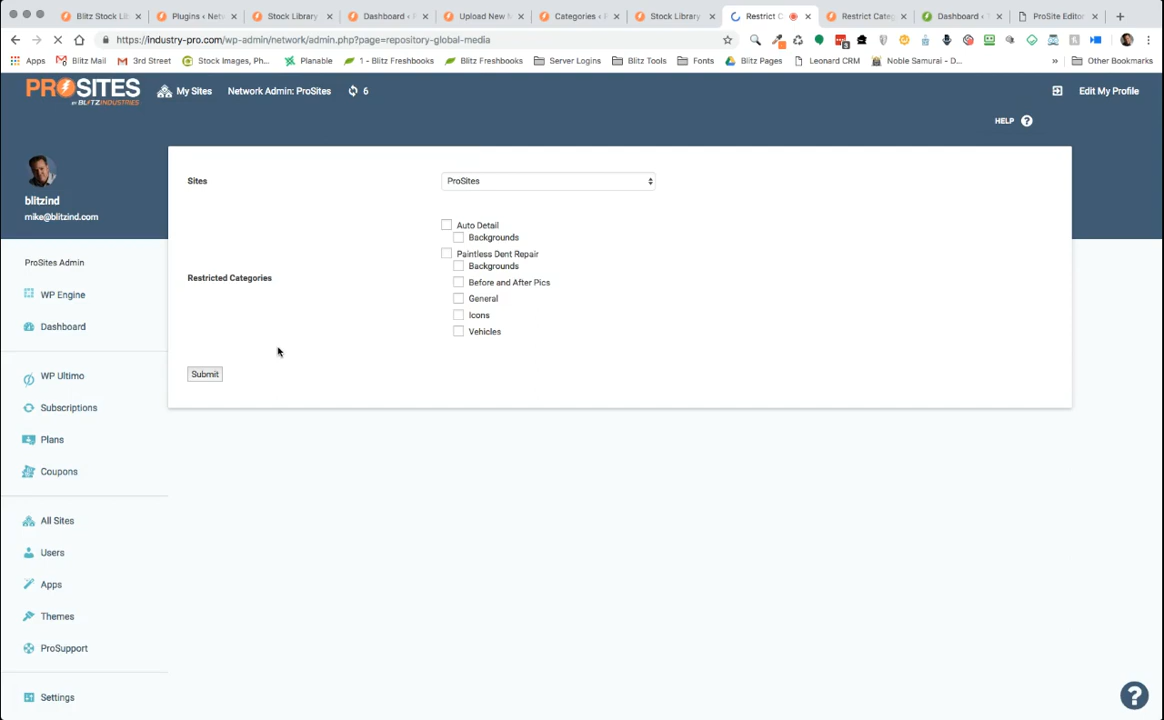 Blitz Stock Lib
Plugins ‹ Netw
Stock Library
Dashboard ‹ P
Upload New M
Categories ‹ P
Stock Library
Restrict C
Restrict Categ
Dashboard ‹ T
ProSite Editor
https://industry-pro.com/wp-admin/network/admin.php?page=repository-global-media
Apps
Blitz Mail
3rd Street
Stock Images, Ph...
Planable
1 - Blitz Freshbooks
Blitz Freshbooks
Server Logins
Blitz Tools
Fonts
Blitz Pages
Leonard CRM
Noble Samurai - D...
»
Other Bookmarks
PROSITES
BY BLITZINDUSTRIES
My Sites
Network Admin: ProSites
6
Edit My Profile
HELP ?
blitzind
mike@blitzind.com
ProSites Admin
WP Engine
Dashboard
WP Ultimo
Subscriptions
Plans
Coupons
All Sites
Users
Apps
Themes
ProSupport
Settings
Sites
ProSites
Restricted Categories
Auto Detail
Backgrounds
Paintless Dent Repair
Backgrounds
Before and After Pics
General
Icons
Vehicles
Submit
?